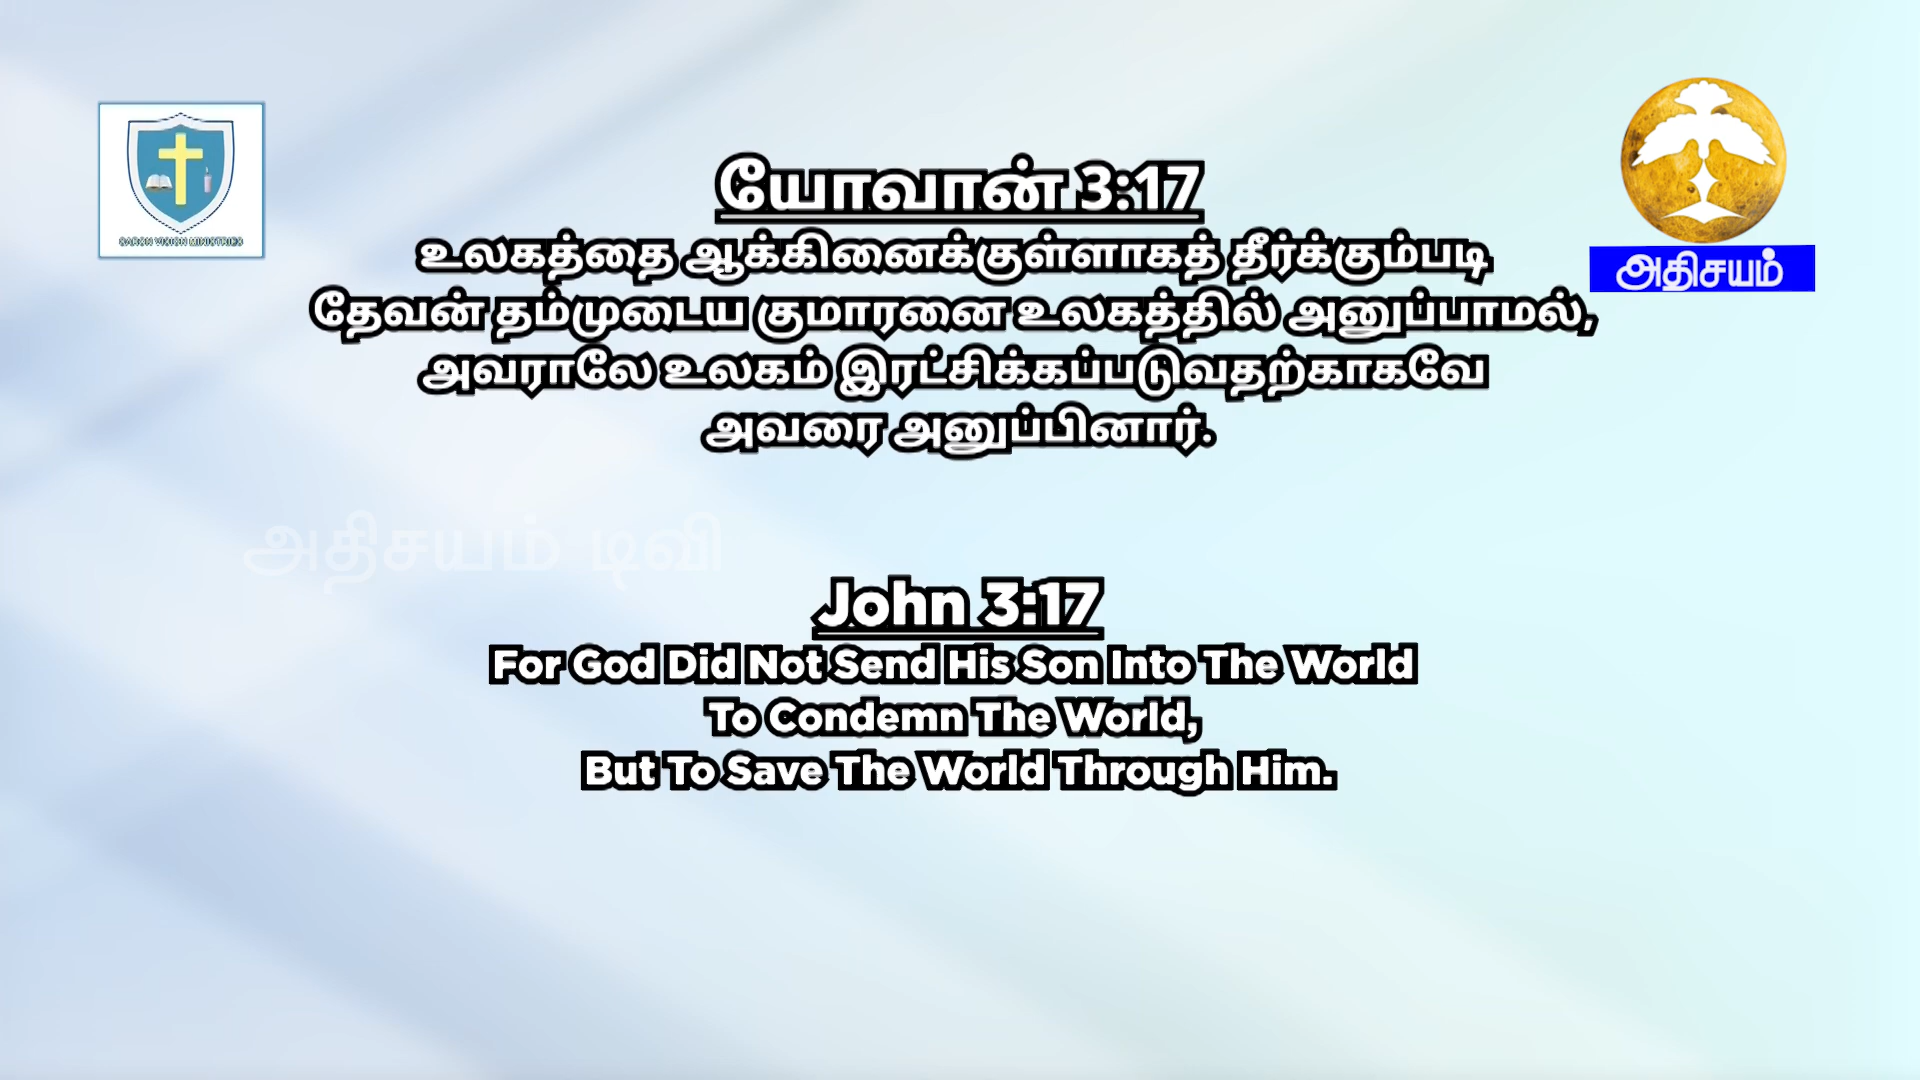 யோவான் 3:17
உலகத்தை ஆக்கினைக்குள்ளாகத் தீர்க்கும்படி
தேவன் தம்முடைய குமாரனை உலகத்தில் அனுப்பாமல்,
அவராலே உலகம் இரட்சிக்கப்படுவதற்காகவே
அவரை அனுப்பினார்.
அதிசயம்
அதிசயம் டிவி
John 3:17
For God Did Not Send His Son Into The World
To Condemn The World,
But To Save The World Through Him.